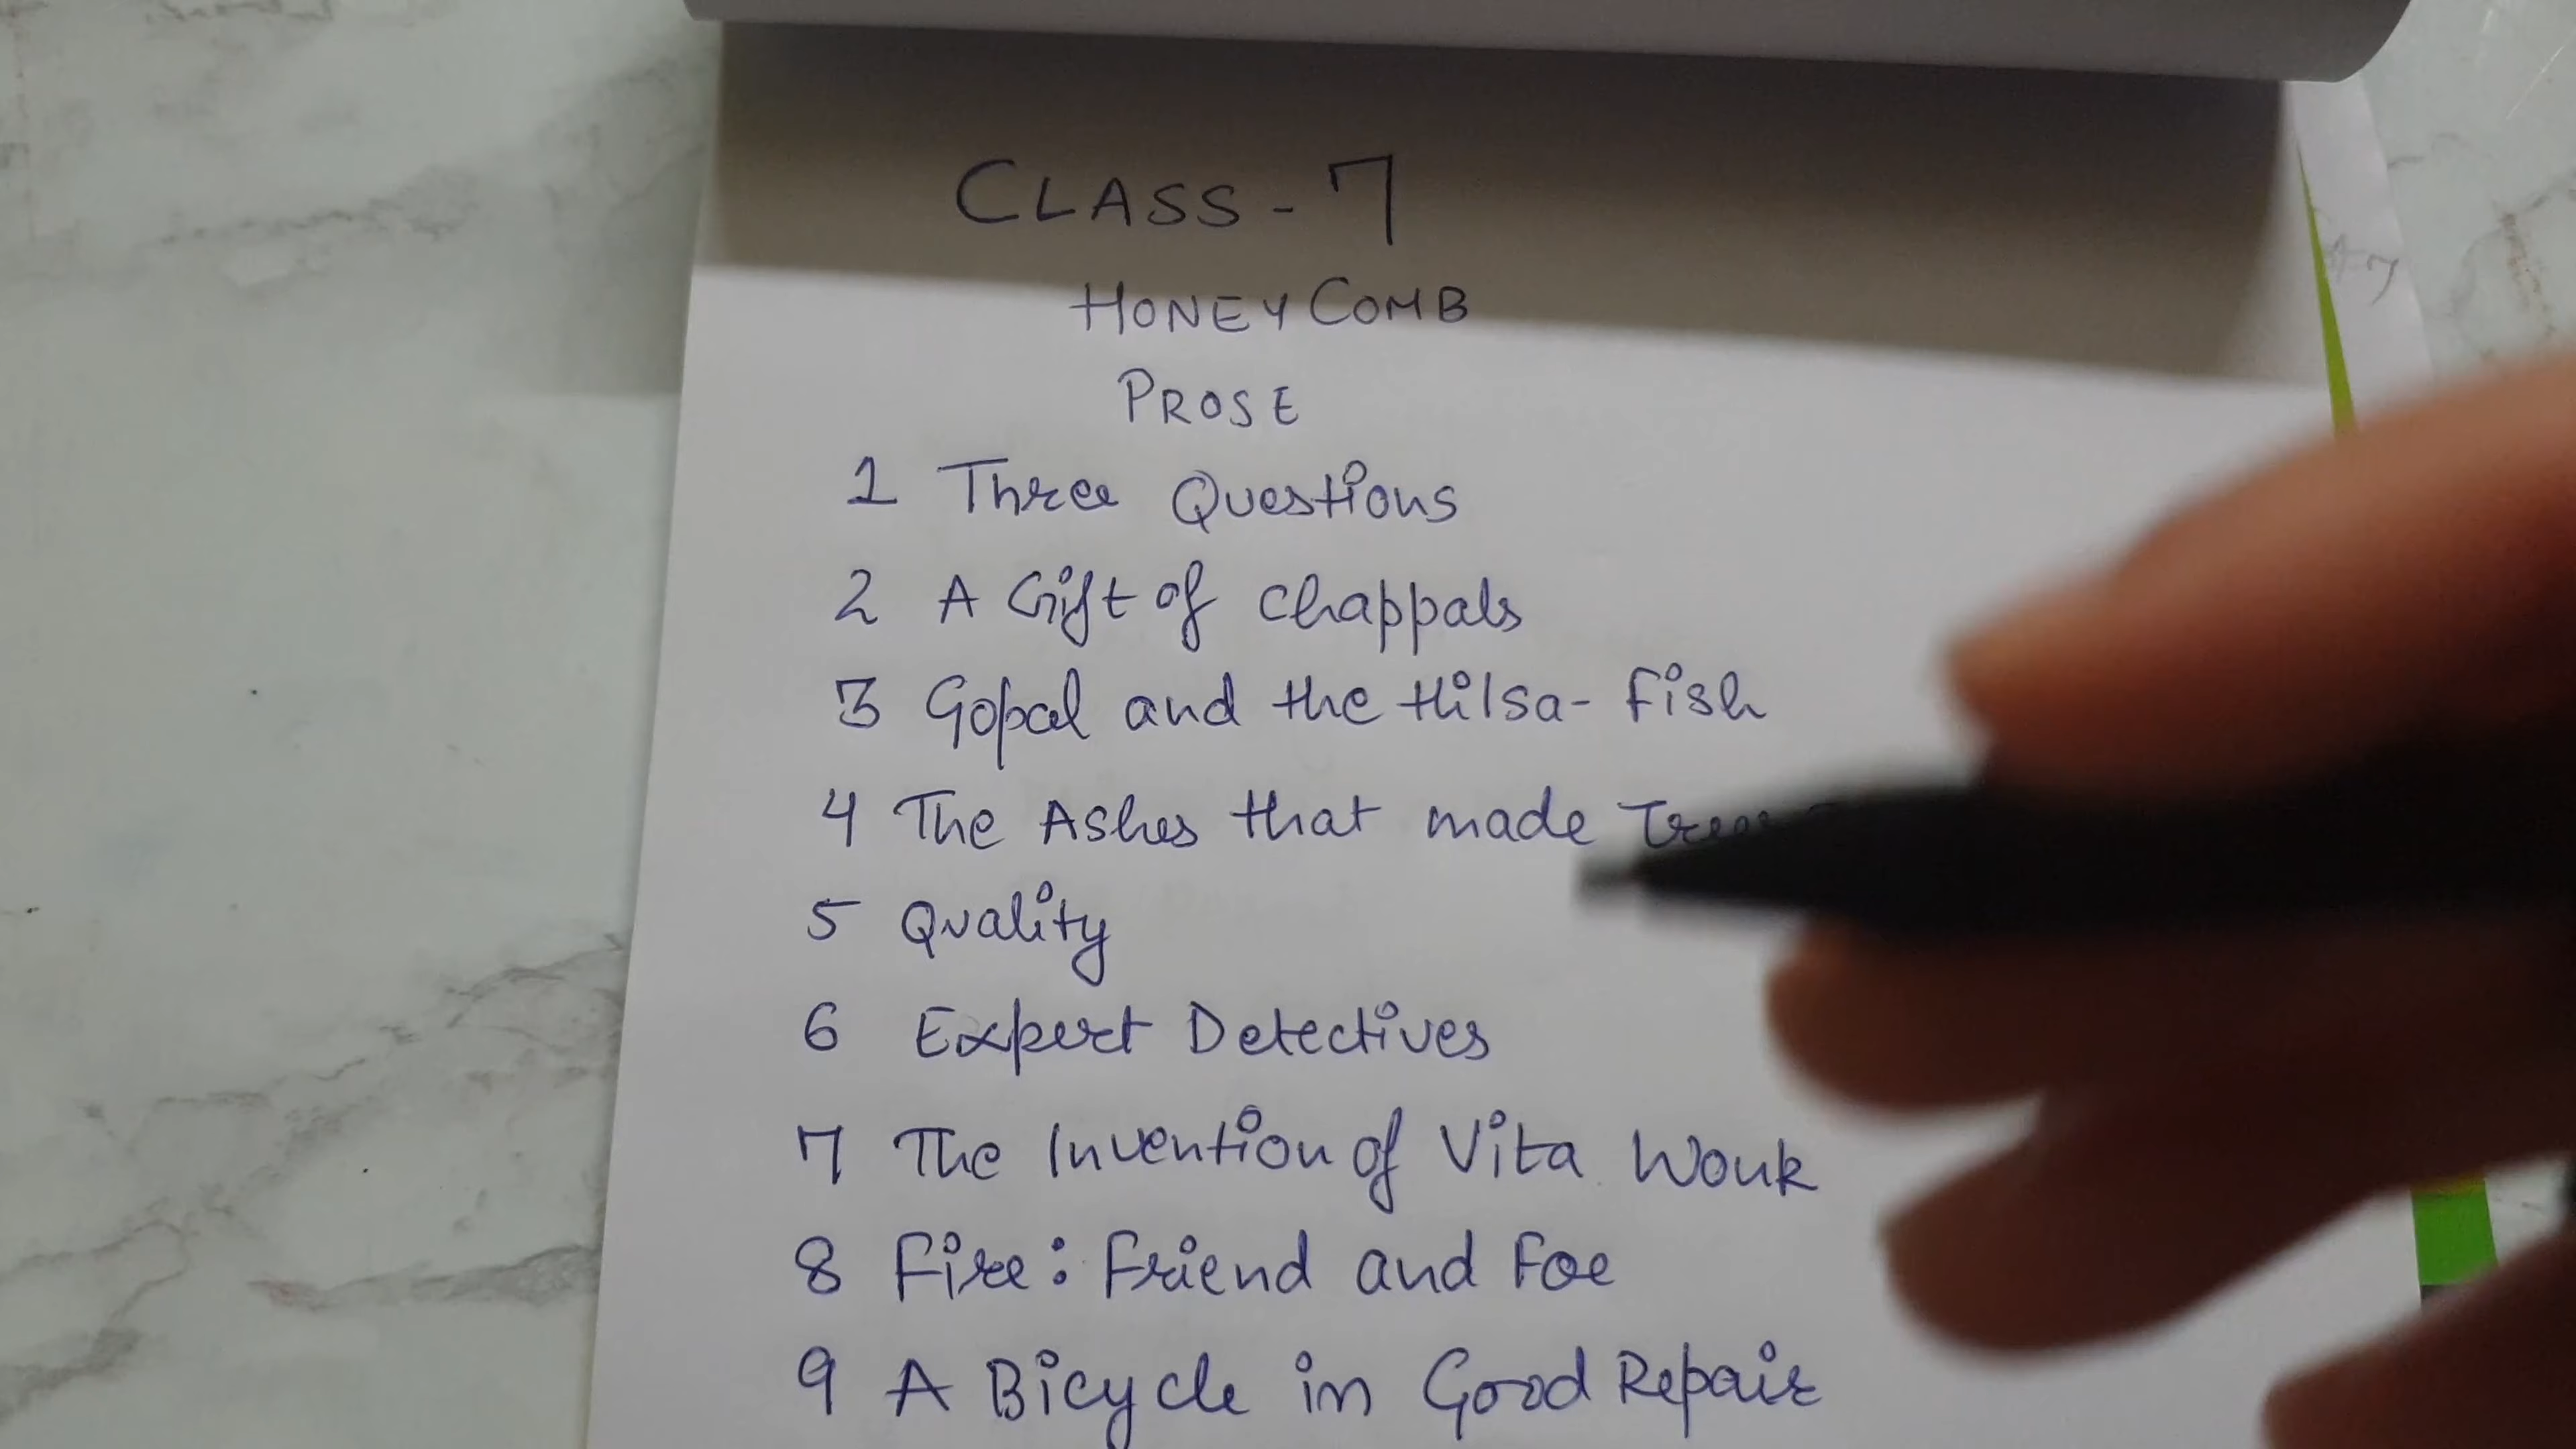 CLASS - 7
HONEYCOMB
PROSE
1 Three Questions
2 A Gift of Chappals
3 Gopal and the Hilsa- Fish
4 The Ashes that made
5 Quality
6 Expert Detectives
7 The Invention of Vita Wonk
8 Fire: Friend and Foe
9 A Bicycle in Good Repair